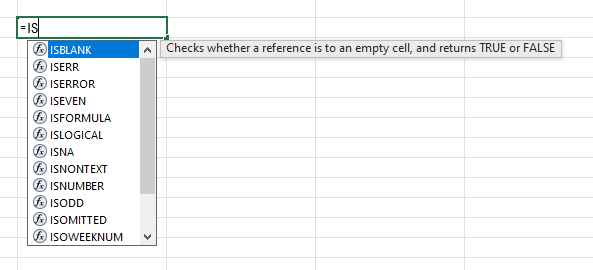 =IS
ISBLANK
Checks whether a reference is to an empty cell, and returns TRUE or FALSE
ISERR
ISERROR
ISEVEN
ISFORMULA
ISLOGICAL
ISNA
ISNONTEXT
ISNUMBER
ISODD
ISOMITTED
ISOWEEKNUM